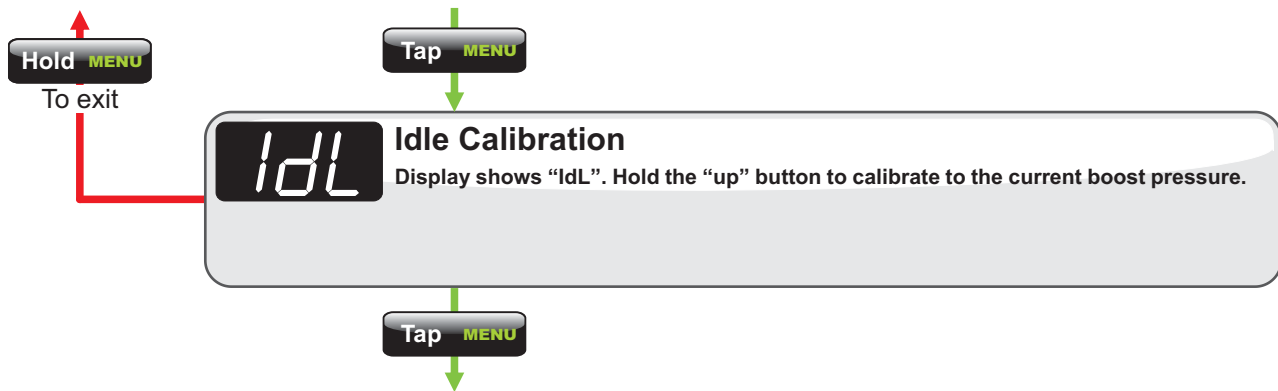 Hold MENU
To exit
Tap MENU
IdL
Idle Calibration
Display shows “IdL”. Hold the “up” button to calibrate to the current boost pressure.
Tap MENU